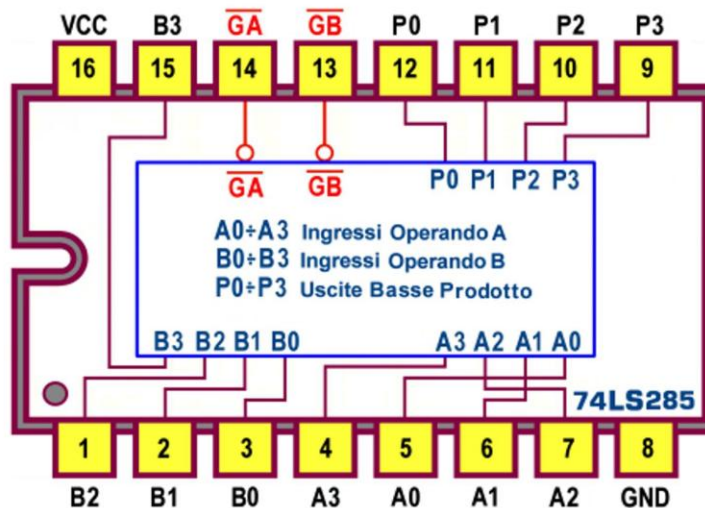 VCC B3 GA GB P0 P1 P2 P3
16 15 14 13 12 11 10 9
GA GB P0 P1 P2 P3
A0÷A3 Ingressi Operando A
B0÷B3 Ingressi Operando B
P0÷P3 Uscite Basse Prodotto
B3 B2 B1 B0 A3 A2 A1 A0
74LS285
1 2 3 4 5 6 7 8
B2 B1 B0 A3 A0 A1 A2 GND